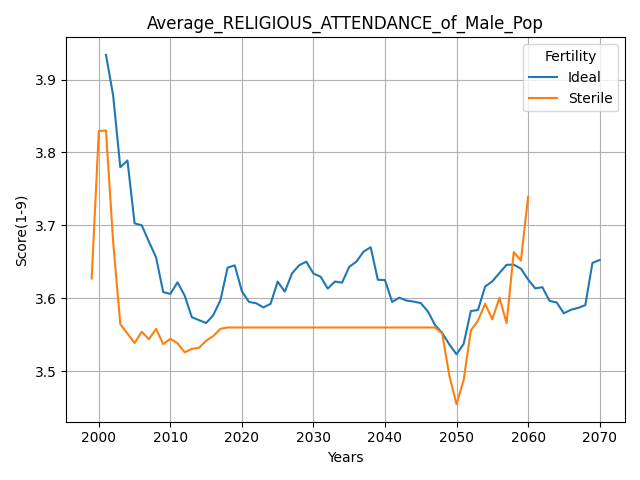 Average_RELIGIOUS_ATTENDANCE_of_Male_Pop
Fertility
Ideal
Sterile
Score(1-9)
3.9
3.8
3.7
3.6
3.5
2000 2010 2020 2030 2040 2050 2060 2070
Years